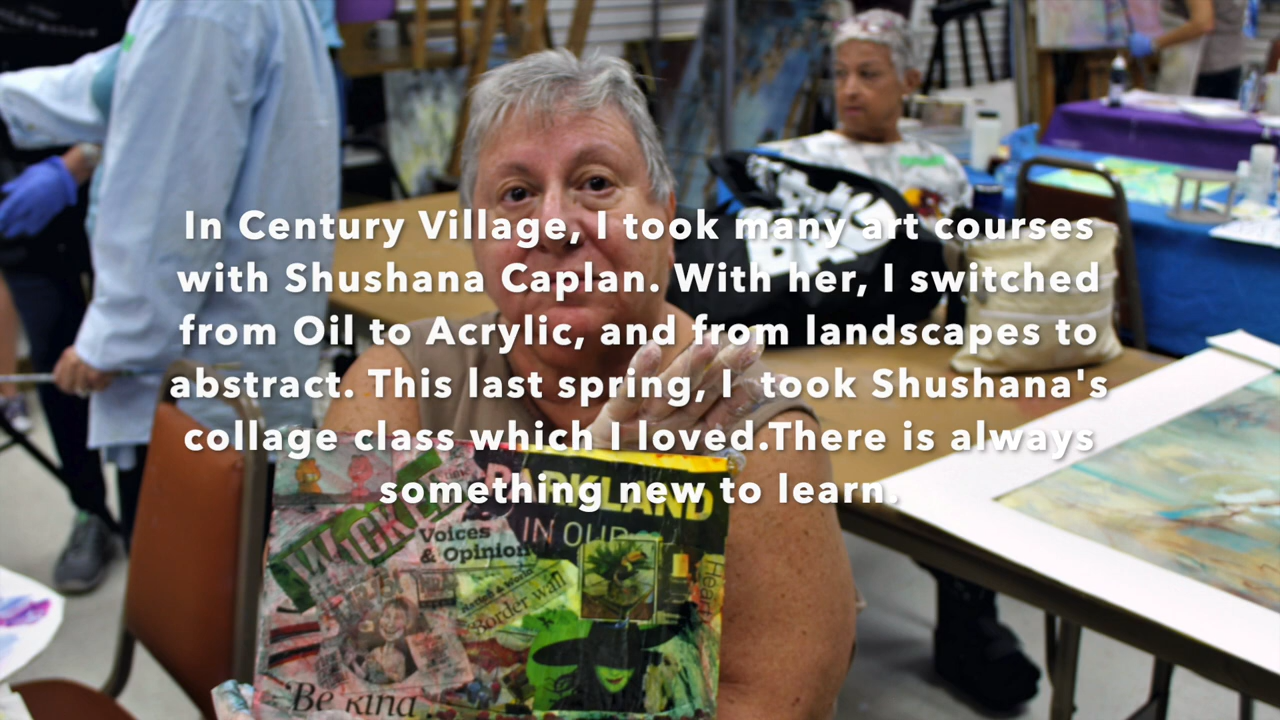 In Century Village, I took many art courses
with Shushana Caplan. With her, I switched
from Oil to Acrylic, and from landscapes to
abstract. This last spring, I  took Shushana's
collage class which I loved.There is always
something new to learn.
WICKED
PARKLAND
IN OUR
Voices
& Opinion
Border wall
Heart
Be kind